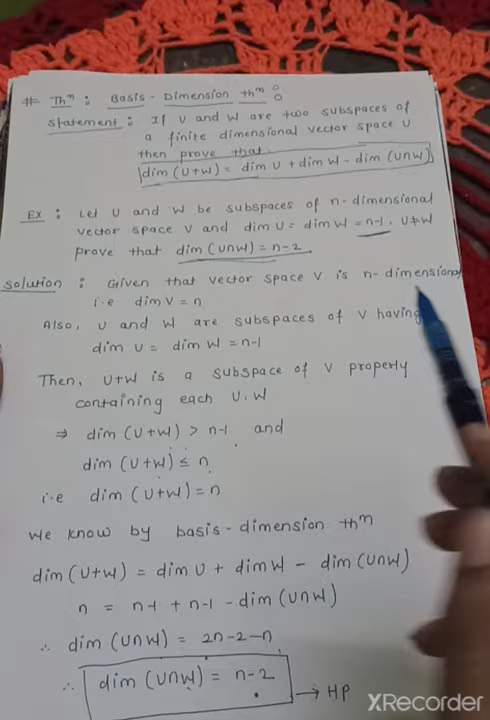 # Thm : Basis - Dimension thm :
Statement : If U and W are two subspaces of
a finite dimensional vector space U
then prove that
dim (U+W) = dim U + dim W - dim (U∩W)
Ex : Let U and W be subspaces of n-dimensional
vector space V and dim U = dim W = n-1, U≠W
prove that dim (U∩W) = n-2.
Solution : Given that vector space V is n-dimensional
i.e dim V = n
Also, U and W are subspaces of V having
dim U = dim W = n-1
Then, U+W is a subspace of V properly
containing each U, W
⇒ dim (U+W) > n-1 and
dim (U+W) ≤ n
i.e dim (U+W) = n
We know by basis-dimension thm
dim (U+W) = dim U + dim W - dim (U∩W)
n = n-1 + n-1 - dim (U∩W)
∴ dim (U∩W) = 2n-2-n
∴ dim (U∩W) = n-2 → HP
XRecorder